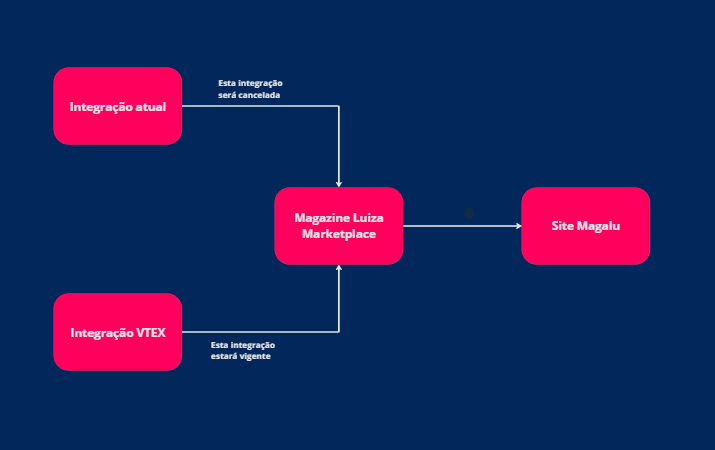 Esta integração
será cancelada
Integração atual
Magazine Luiza
Marketplace
Site Magalu
Integração VTEX
Esta integração
estará vigente